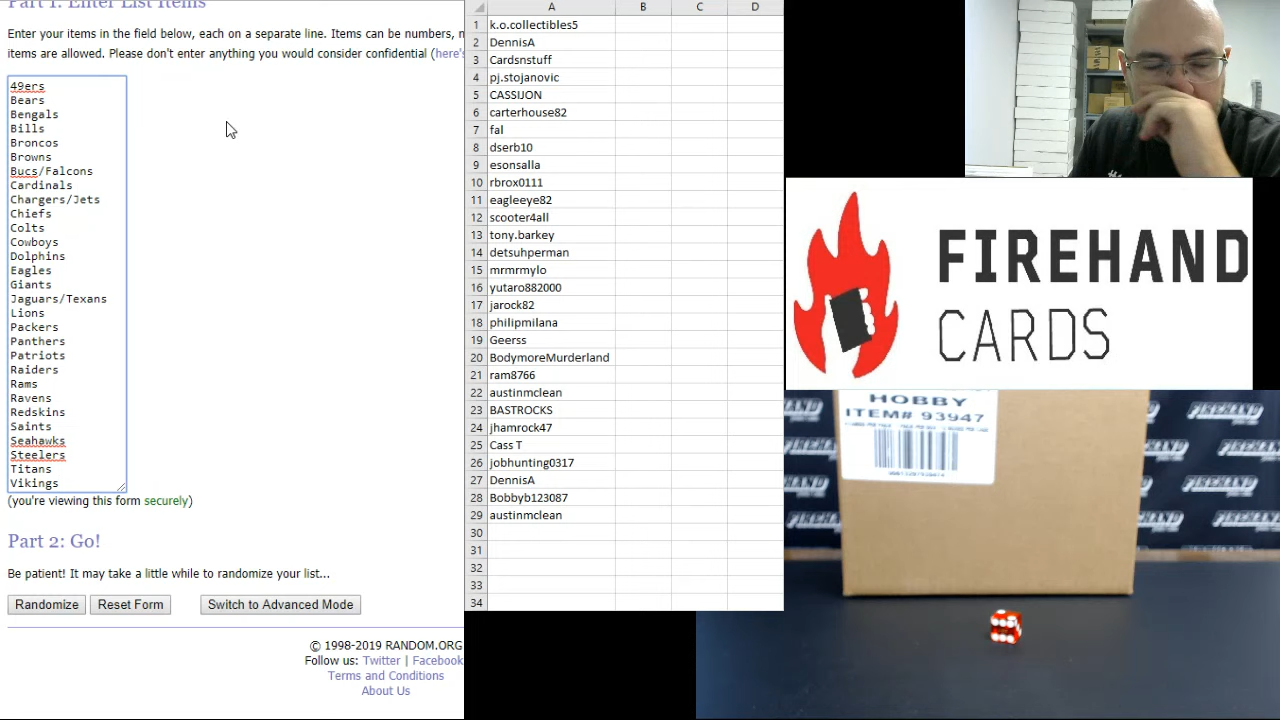 Part 1: Enter List Items
Enter your items in the field below, each on a separate line. Items can be numbers,
items are allowed. Please don't enter anything you would consider confidential (here's
49ers
Bears
Bengals
Bills
Broncos
Browns
Bucs/Falcons
Cardinals
Chargers/Jets
Chiefs
Colts
Cowboys
Dolphins
Eagles
Giants
Jaguars/Texans
Lions
Packers
Panthers
Patriots
Raiders
Rams
Ravens
Redskins
Saints
Seahawks
Steelers
Titans
Vikings
(you're viewing this form securely)
Part 2: Go!
Be patient! It may take a little while to randomize your list...
Randomize
Reset Form
Switch to Advanced Mode
© 1998-2019 RANDOM.ORG
Follow us: Twitter | Facebook
Terms and Conditions
About Us
A B C D
1 k.o.collectibles5
2 DennisA
3 Cardsnstuff
4 pj.stojanovic
5 CASSIJON
6 carterhouse82
7 fal
8 dserb10
9 esonsalla
10 rbrox0111
11 eagleeye82
12 scooter4all
13 tony.barkey
14 detsuhperman
15 mrmrmylo
16 yutaro882000
17 jarock82
18 philipmilana
19 Geerss
20 BodymoreMurderland
21 ram8766
22 austinmclean
23 BASTROCKS
24 jhamrock47
25 Cass T
26 jobhunting0317
27 DennisA
28 Bobbyb123087
29 austinmclean
30
31
32
33
34
FIREHAND
CARDS
HOBBY
ITEM# 93947